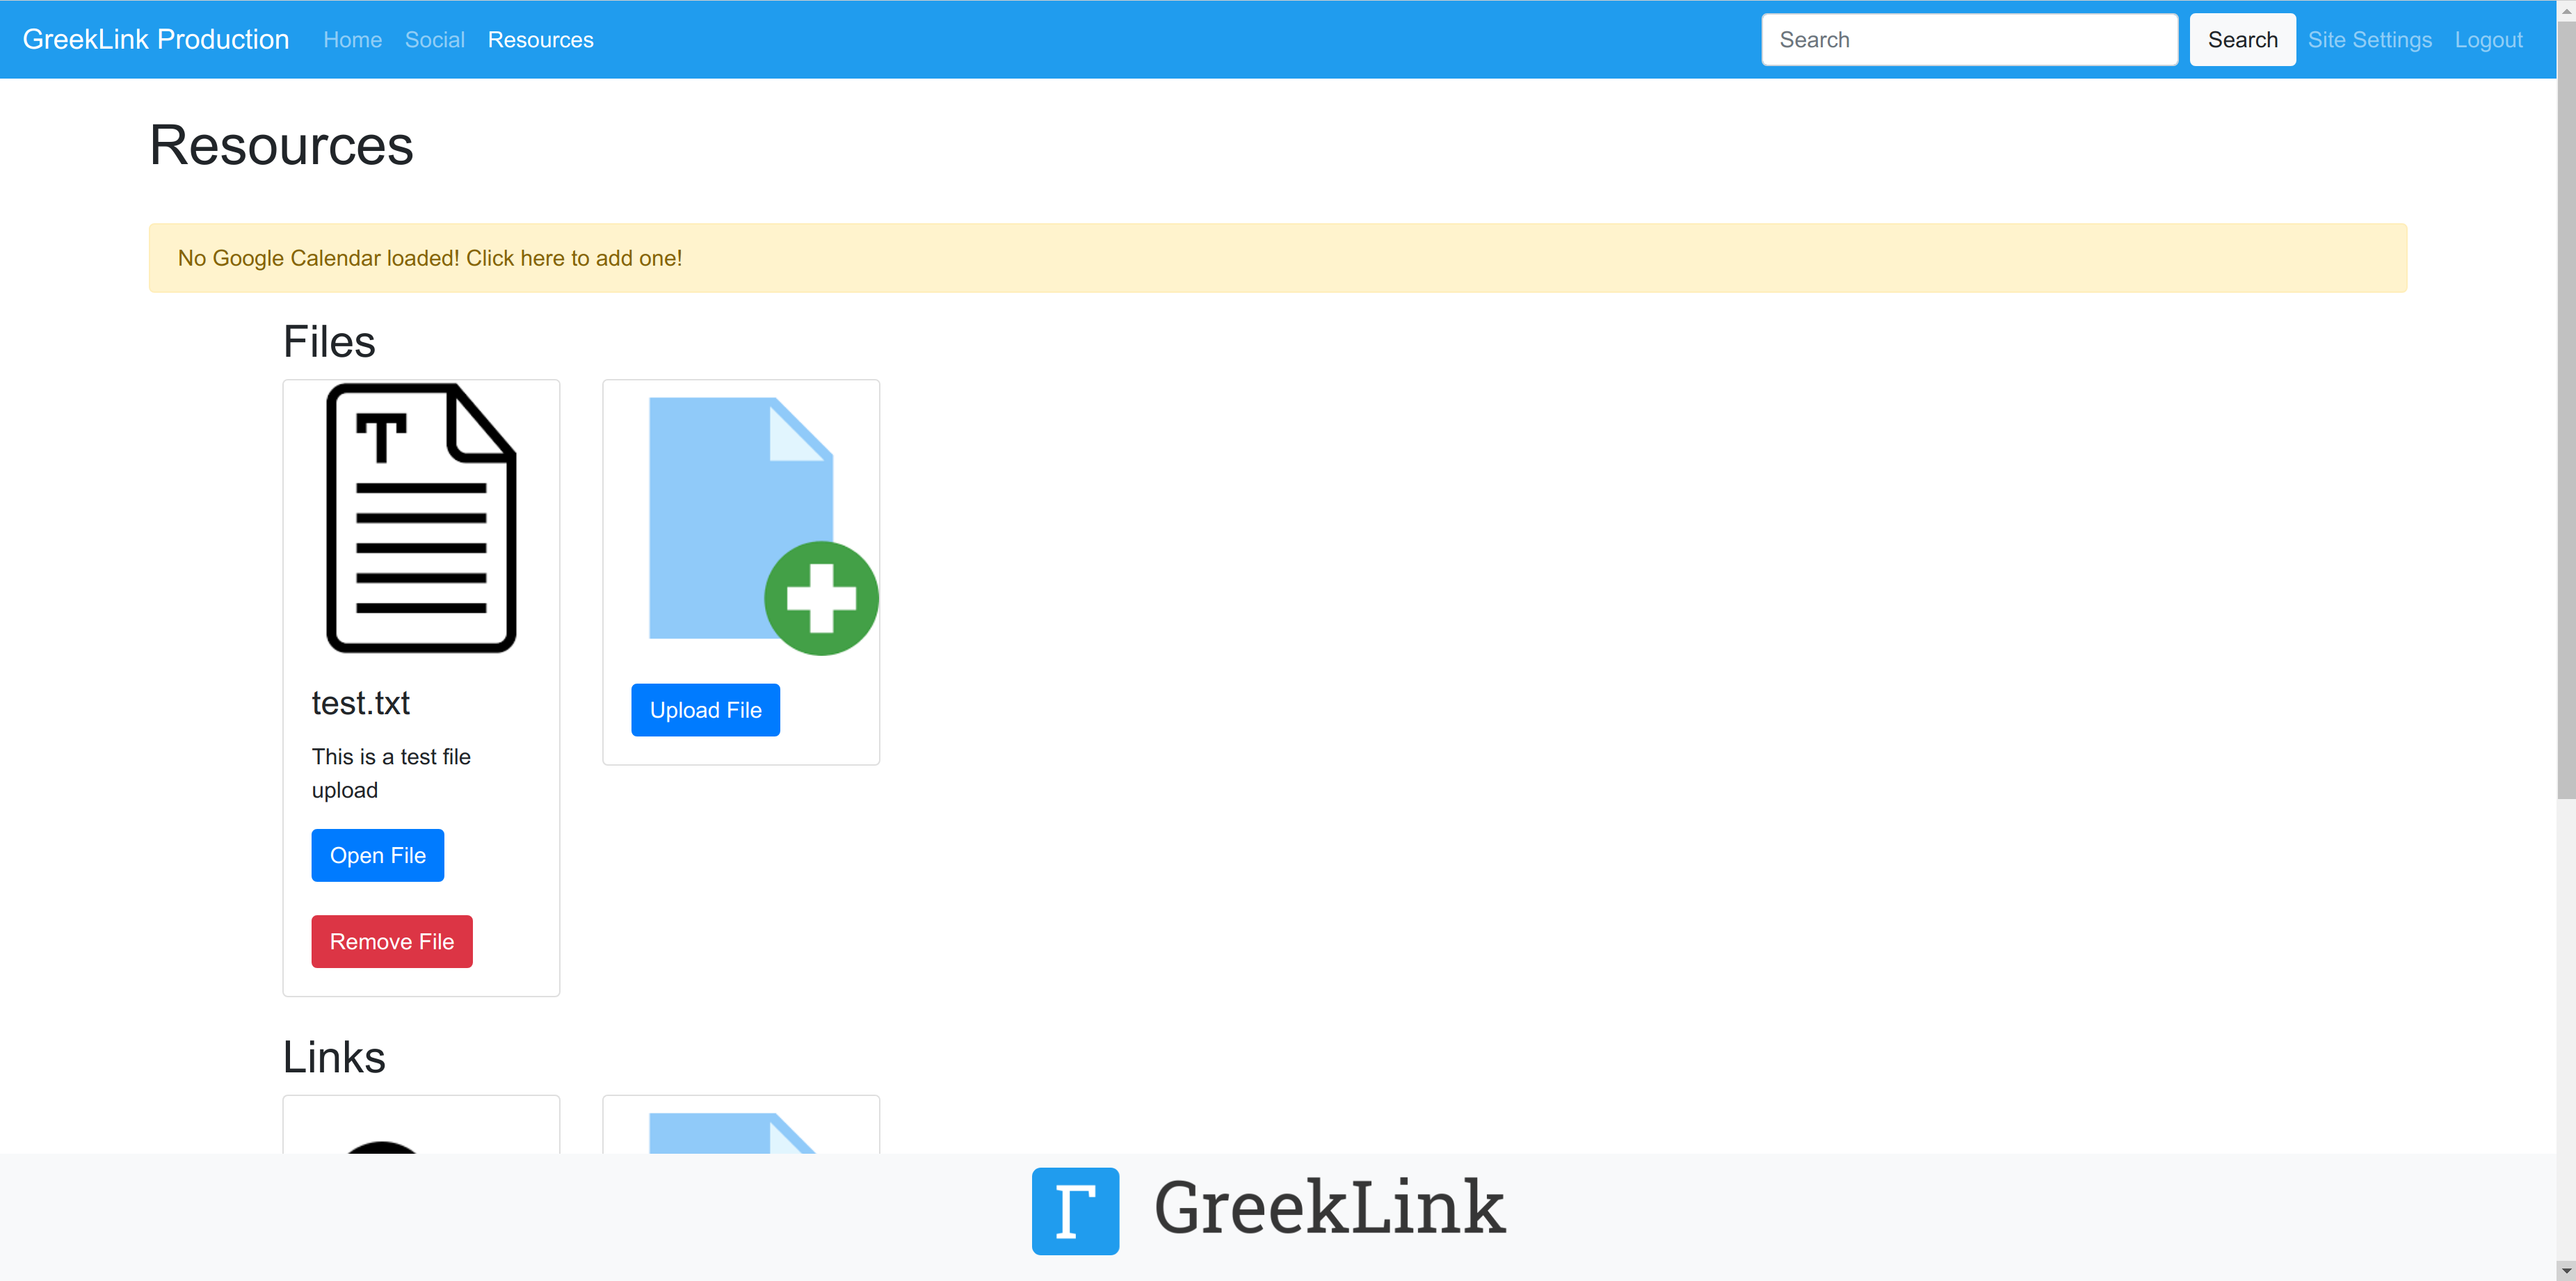 GreekLink Production Home Social Resources Search Search Site Settings Logout
Resources
No Google Calendar loaded! Click here to add one!
Files
T
test.txt
This is a test file
upload
Open File
Remove File
Upload File
Links
Γ GreekLink